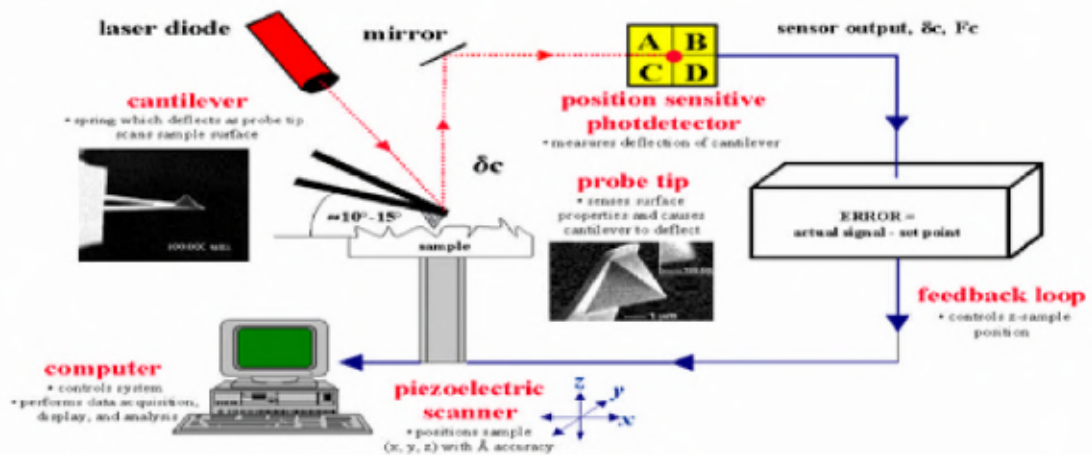 laser diode
mirror
A B
C D
sensor output, δc, Fc
cantilever
• spring which deflects as probe tip
scans sample surface
position sensitive
photdetector
• measures deflection of cantilever
δc
≈10°-15°
sample
probe tip
• senses surface
properties and causes
cantilever to deflect
1 μm
ERROR =
actual signal - set point
feedback loop
• controls z-sample
position
computer
• controls system
• performs data acquisition,
display, and analysis
piezoelectric
scanner
• positions sample
(x, y, z) with Å accuracy
z
y
x